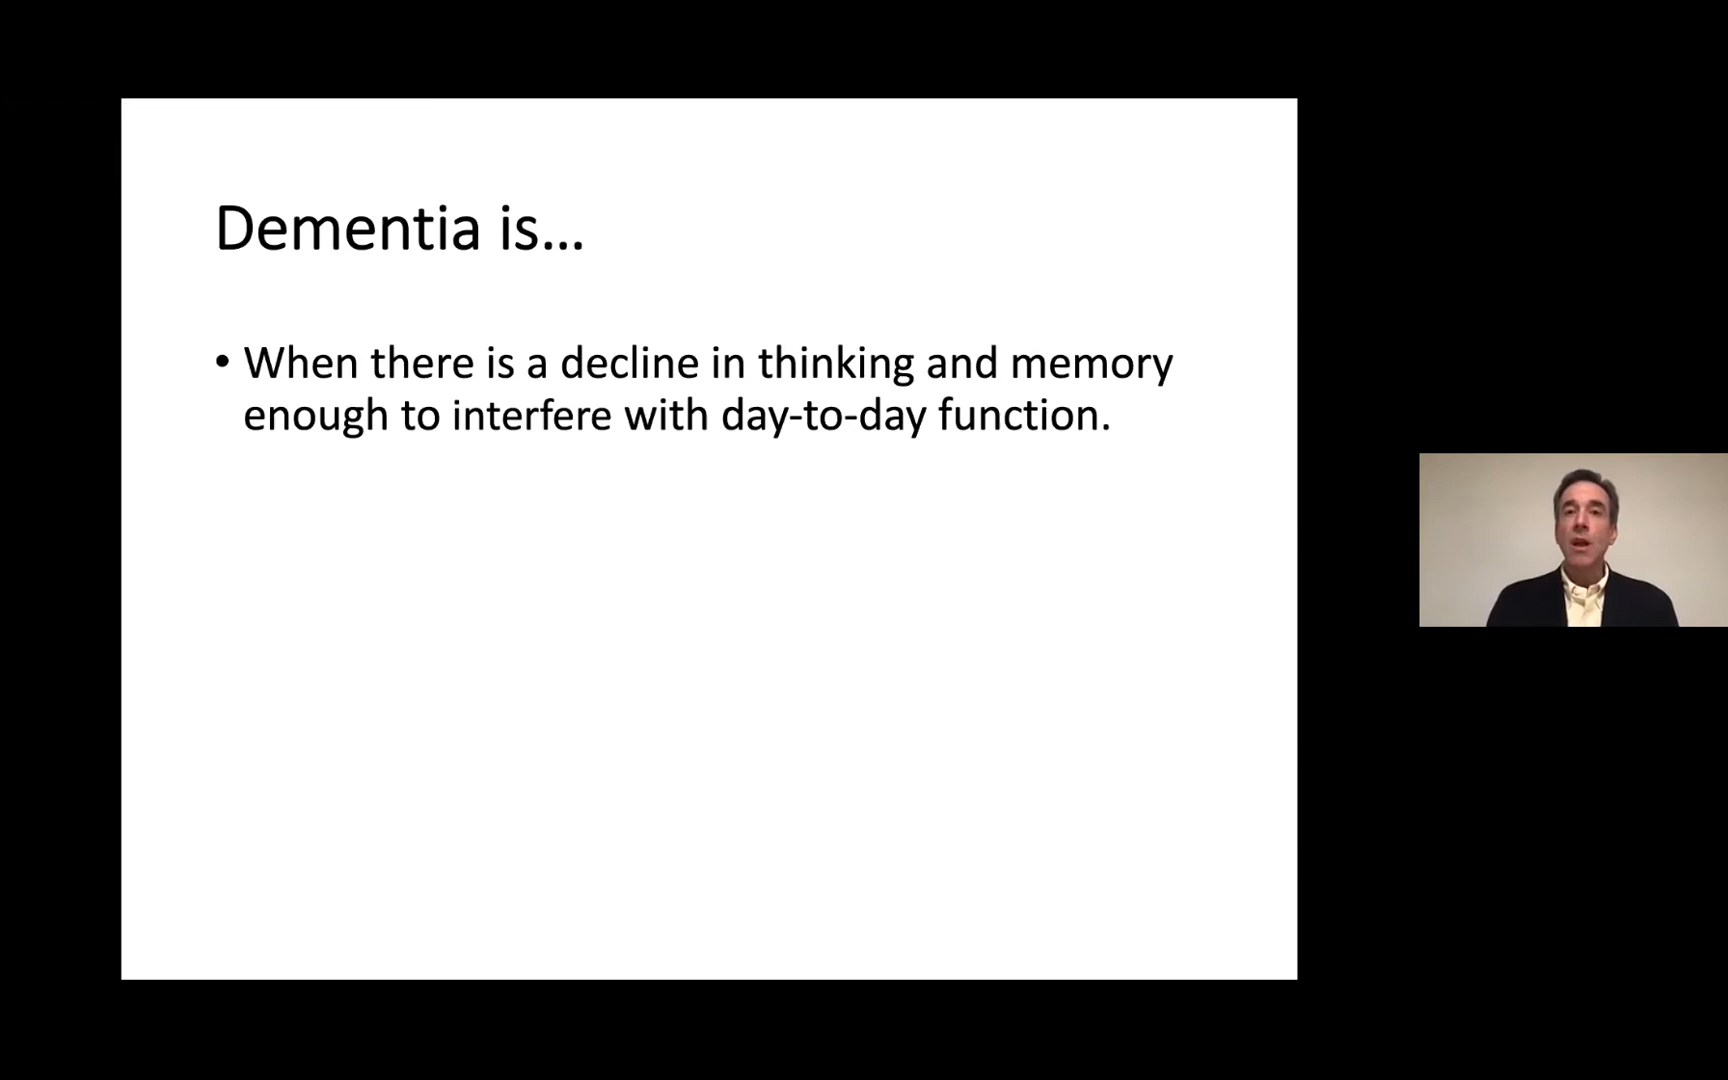 Dementia is...
• When there is a decline in thinking and memory
enough to interfere with day-to-day function.